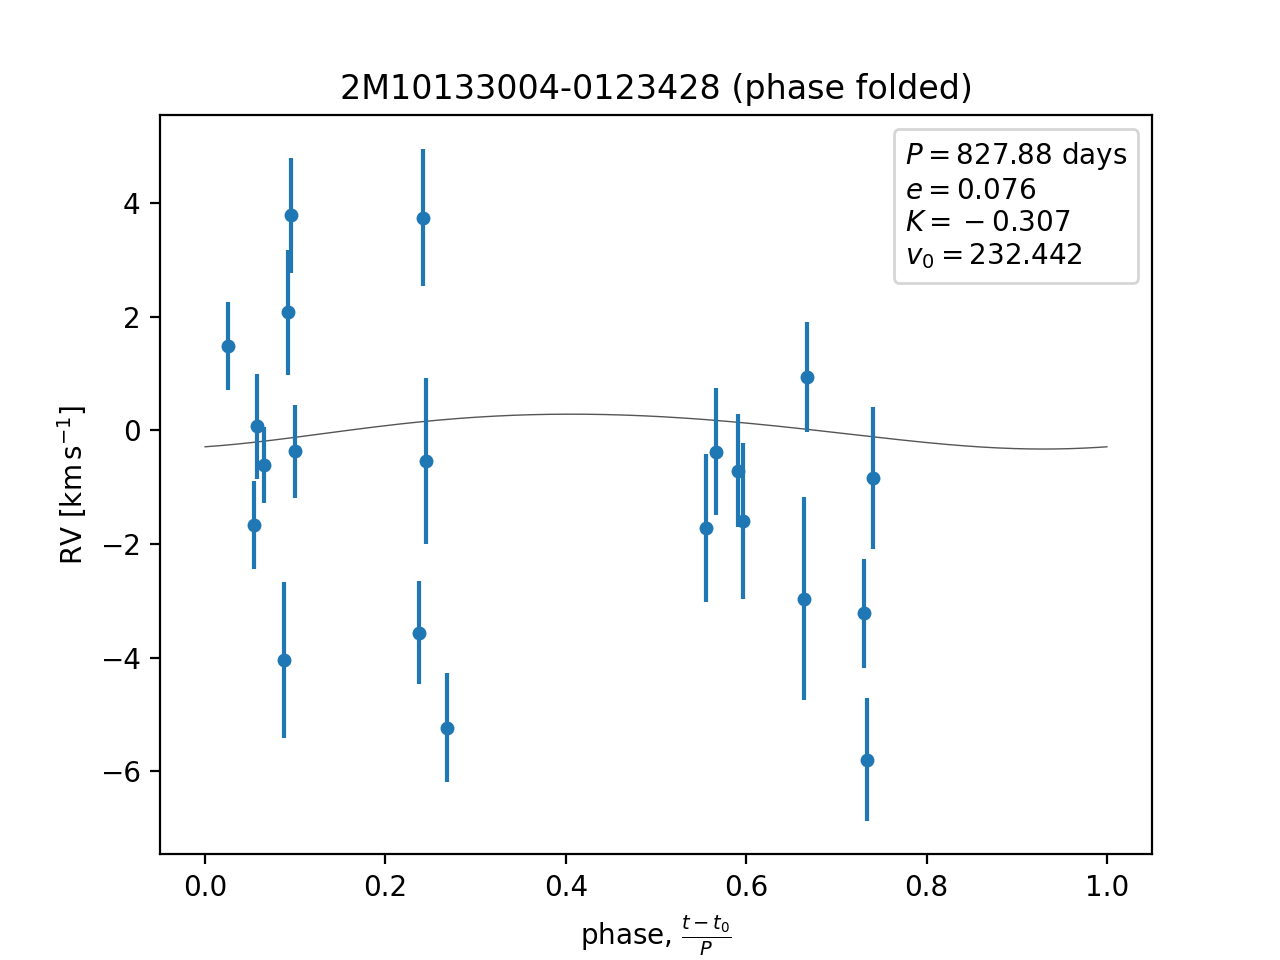 2M10133004-0123428 (phase folded)
P = 827.88 days
e = 0.076
K = −0.307
v₀ = 232.442
4
2
0
−2
−4
−6
RV [km s⁻¹]
0.0 0.2 0.4 0.6 0.8 1.0
phase, (t − t₀)/P